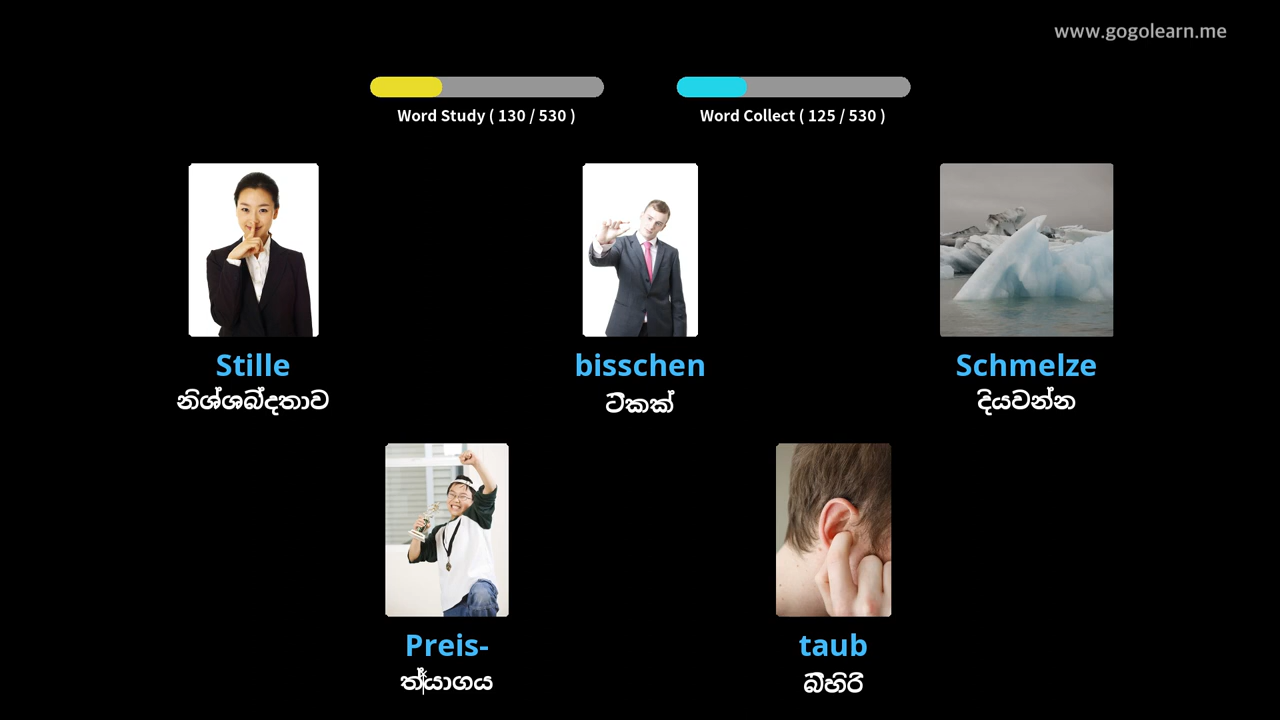 www.gogolearn.me
Word Study ( 130 / 530 )
Word Collect ( 125 / 530 )
Stille
bisschen
Schmelze
නිශ්ශබ්දතාව
ටිකක්
දියවන්න
Preis-
taub
ත්‍යාගය
බිහිරි